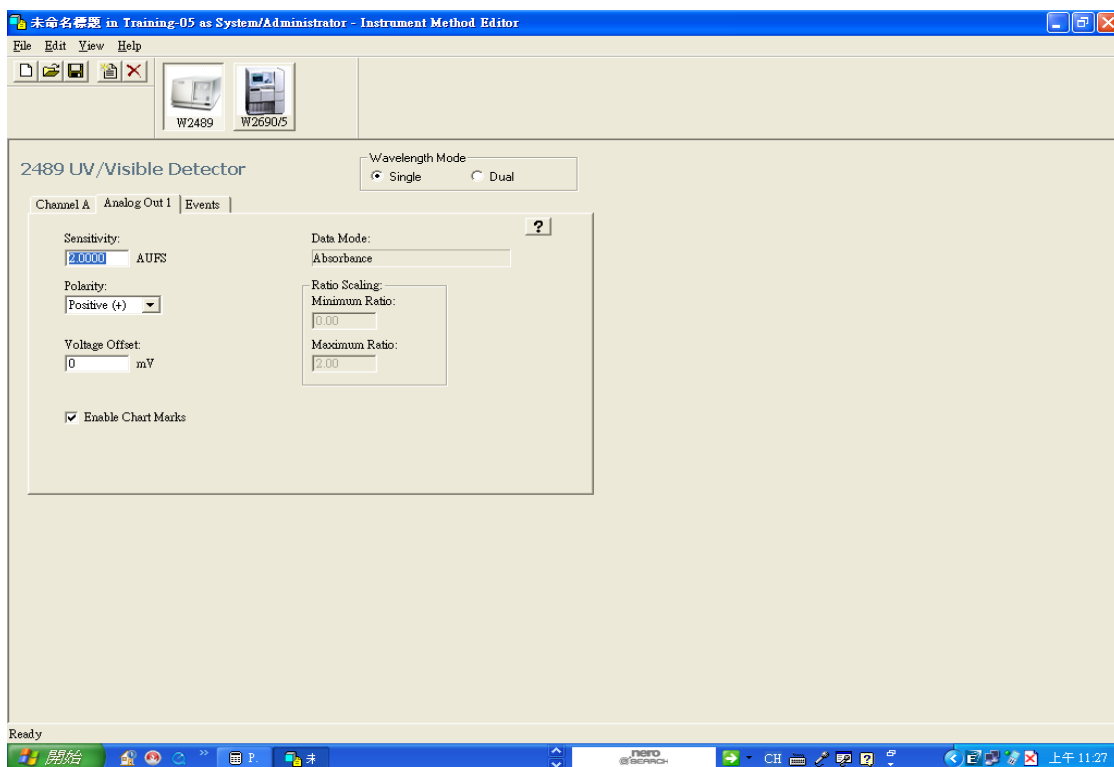 未命名標題 in Training-05 as System/Administrator - Instrument Method Editor
File Edit View Help
W2489 W2690/5
2489 UV/Visible Detector
Wavelength Mode
Single Dual
Channel A Analog Out 1 Events
?
Sensitivity: Data Mode:
2.0000 AUFS Absorbance
Polarity: Ratio Scaling:
Positive (+) Minimum Ratio:
0.00
Voltage Offset: Maximum Ratio:
0 mV 2.00
Enable Chart Marks
Ready
開始 » P. 未 nero SEARCH CH ? 上午 11:27